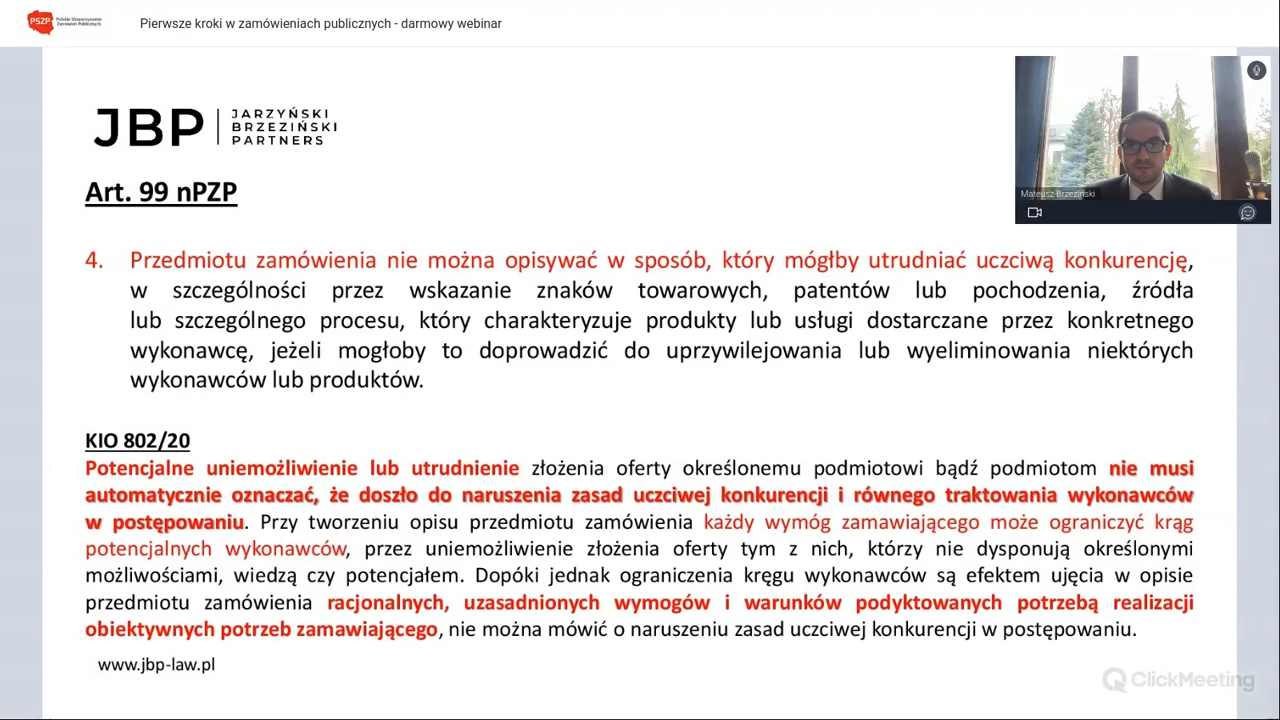 PSZP Polskie Stowarzyszenie
Zamówień Publicznych
Pierwsze kroki w zamówieniach publicznych - darmowy webinar
JBP
JARZYŃSKI
BRZEZIŃSKI
PARTNERS
Mateusz Brzeziński
Art. 99 nPZP
4. Przedmiotu zamówienia nie można opisywać w sposób, który mógłby utrudniać uczciwą konkurencję,
w szczególności przez wskazanie znaków towarowych, patentów lub pochodzenia, źródła
lub szczególnego procesu, który charakteryzuje produkty lub usługi dostarczane przez konkretnego
wykonawcę, jeżeli mogłoby to doprowadzić do uprzywilejowania lub wyeliminowania niektórych
wykonawców lub produktów.
KIO 802/20
Potencjalne uniemożliwienie lub utrudnienie złożenia oferty określonemu podmiotowi bądź podmiotom nie musi
automatycznie oznaczać, że doszło do naruszenia zasad uczciwej konkurencji i równego traktowania wykonawców
w postępowaniu. Przy tworzeniu opisu przedmiotu zamówienia każdy wymóg zamawiającego może ograniczyć krąg
potencjalnych wykonawców, przez uniemożliwienie złożenia oferty tym z nich, którzy nie dysponują określonymi
możliwościami, wiedzą czy potencjałem. Dopóki jednak ograniczenia kręgu wykonawców są efektem ujęcia w opisie
przedmiotu zamówienia racjonalnych, uzasadnionych wymogów i warunków podyktowanych potrzebą realizacji
obiektywnych potrzeb zamawiającego, nie można mówić o naruszeniu zasad uczciwej konkurencji w postępowaniu.
www.jbp-law.pl
ClickMeeting